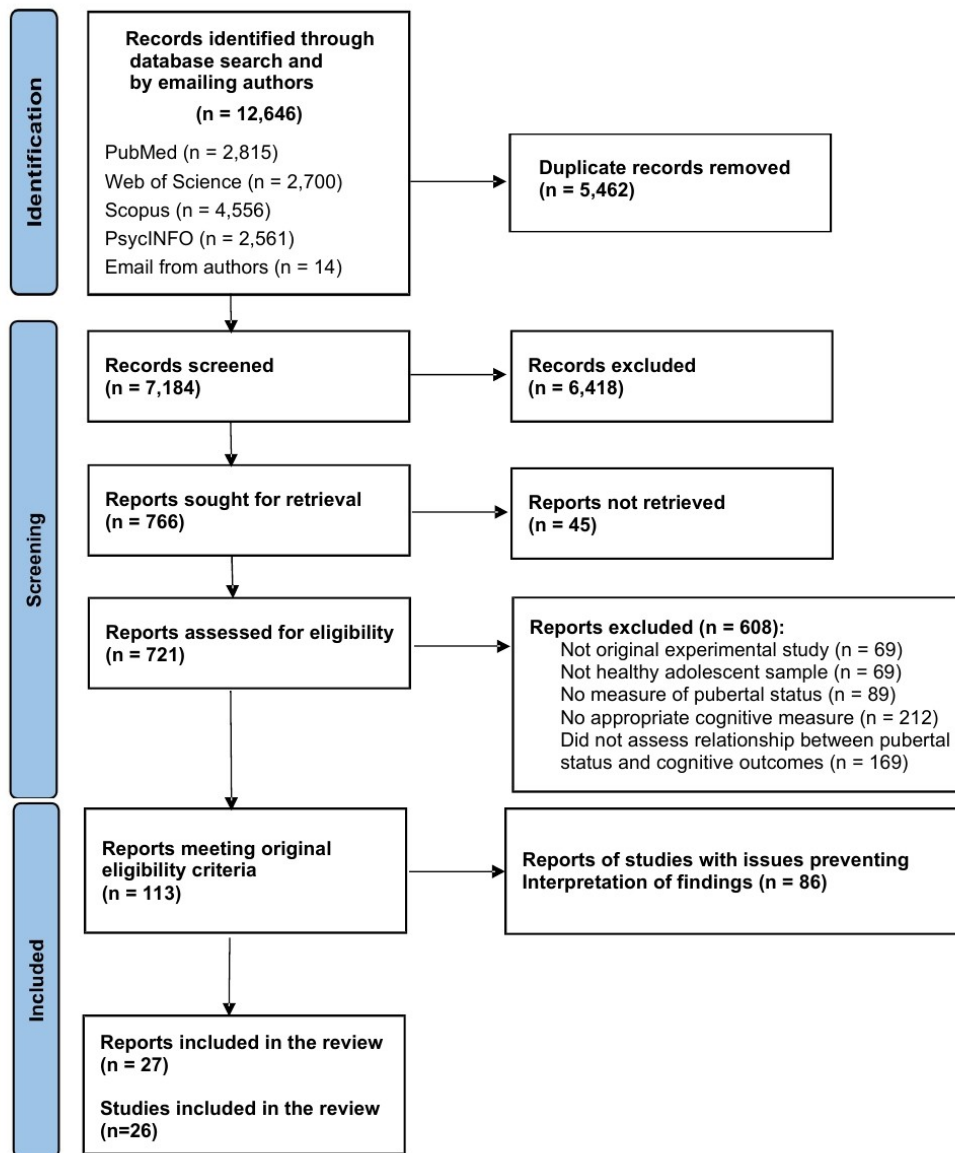 Identification
Records identified through
database search and
by emailing authors
(n = 12,646)
PubMed (n = 2,815)
Web of Science (n = 2,700)
Scopus (n = 4,556)
PsycINFO (n = 2,561)
Email from authors (n = 14)
Duplicate records removed
(n = 5,462)
Screening
Records screened
(n = 7,184)
Records excluded
(n = 6,418)
Reports sought for retrieval
(n = 766)
Reports not retrieved
(n = 45)
Reports assessed for eligibility
(n = 721)
Reports excluded (n = 608):
Not original experimental study (n = 69)
Not healthy adolescent sample (n = 69)
No measure of pubertal status (n = 89)
No appropriate cognitive measure (n = 212)
Did not assess relationship between pubertal
status and cognitive outcomes (n = 169)
Included
Reports meeting original
eligibility criteria
(n = 113)
Reports of studies with issues preventing
Interpretation of findings (n = 86)
Reports included in the review
(n = 27)
Studies included in the review
(n=26)